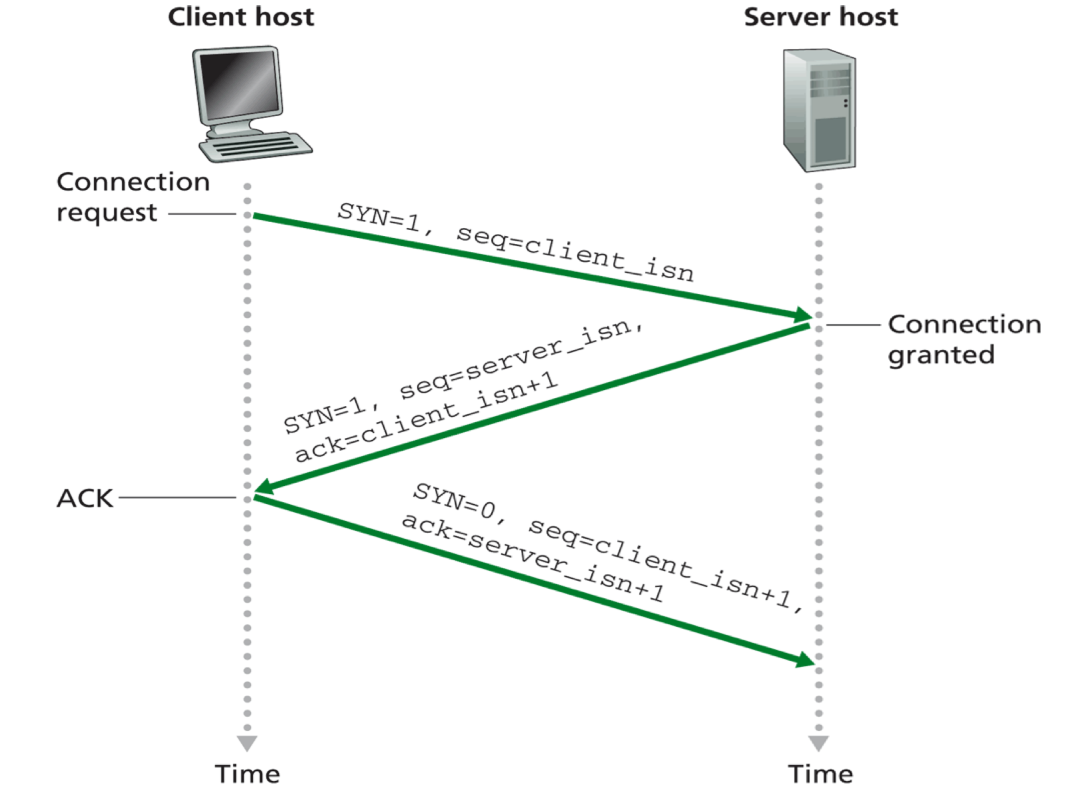 Client host
Server host
Connection
request
SYN=1, seq=client_isn
Connection
granted
SYN=1, seq=server_isn,
ack=client_isn+1
ACK
SYN=0, seq=client_isn+1,
ack=server_isn+1
Time
Time